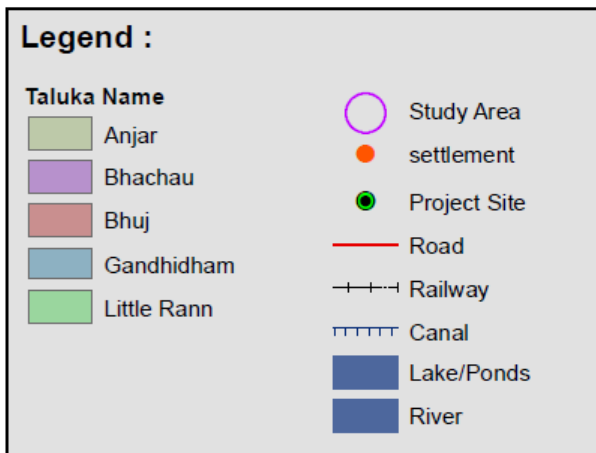 Legend :
Taluka Name
Anjar
Bhachau
Bhuj
Gandhidham
Little Rann
Study Area
settlement
Project Site
Road
Railway
Canal
Lake/Ponds
River